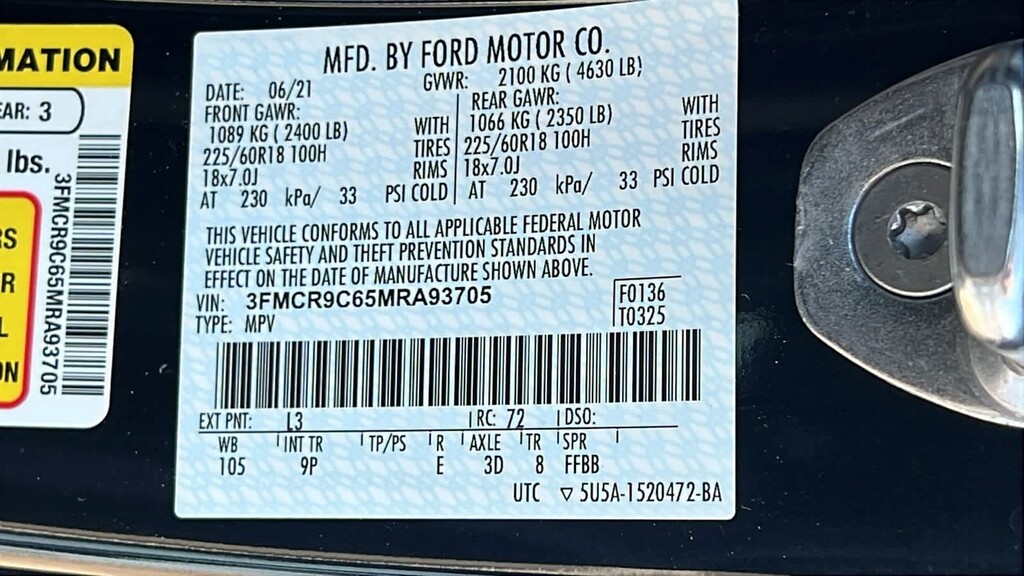 MATION
EAR: 3
lbs.
RS
R
L
ON
3FMCR9C65MRA93705
MFD. BY FORD MOTOR CO.
DATE: 06/21 GVWR: 2100 KG ( 4630 LB)
FRONT GAWR: REAR GAWR:
1089 KG ( 2400 LB) WITH 1066 KG ( 2350 LB) WITH
225/60R18 100H TIRES 225/60R18 100H TIRES
18x7.0J RIMS 18x7.0J RIMS
AT 230 kPa/ 33 PSI COLD AT 230 kPa/ 33 PSI COLD
THIS VEHICLE CONFORMS TO ALL APPLICABLE FEDERAL MOTOR
VEHICLE SAFETY AND THEFT PREVENTION STANDARDS IN
EFFECT ON THE DATE OF MANUFACTURE SHOWN ABOVE.
VIN: 3FMCR9C65MRA93705 F0136
TYPE: MPV T0325
EXT PNT: L3 RC: 72 DSO:
WB INT TR TP/PS R AXLE TR SPR
105 9P E 3D 8 FFBB
UTC ▽ 5U5A-1520472-BA